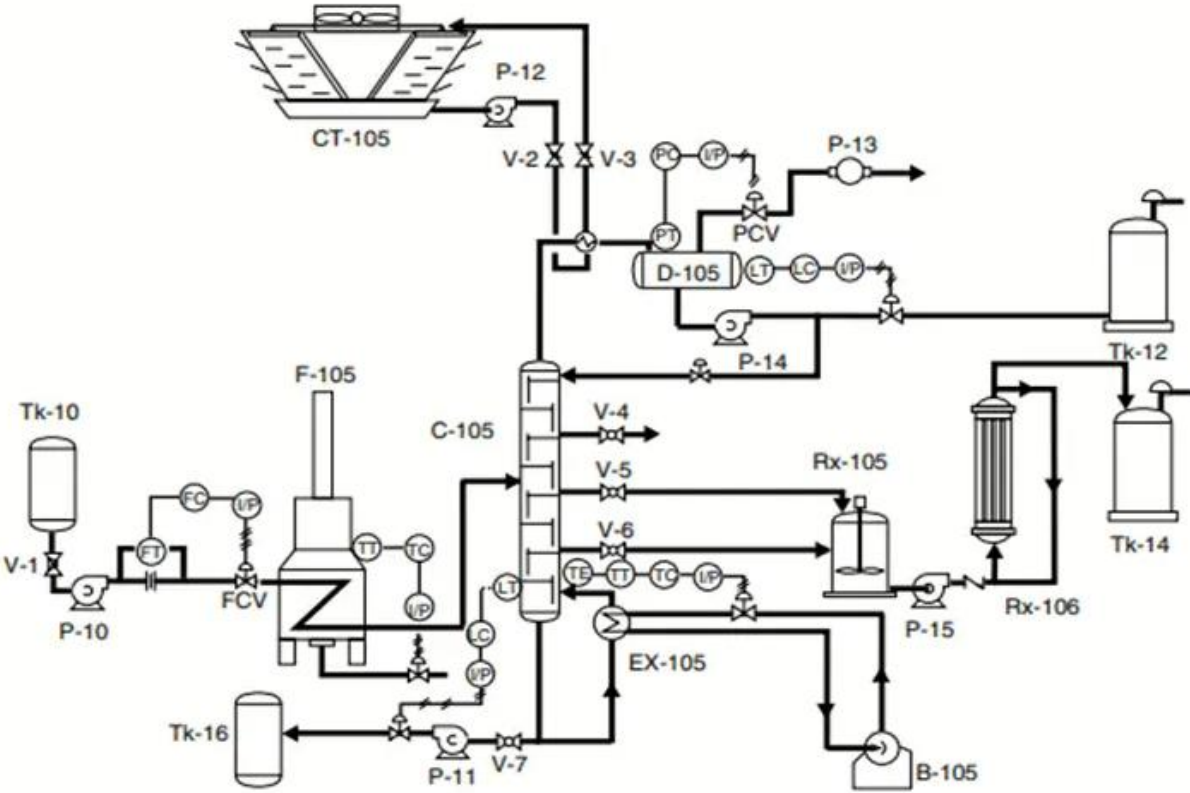 P-12
CT-105
V-2
V-3
PC
I/P
P-13
PT
PCV
D-105
LT
LC
I/P
P-14
Tk-12
F-105
Tk-10
C-105
V-4
V-5
Rx-105
V-6
FC
I/P
FT
V-1
FCV
P-10
TT
TC
I/P
LT
TE
TT
TC
I/P
LC
I/P
EX-105
P-15
Rx-106
Tk-14
Tk-16
P-11
V-7
B-105